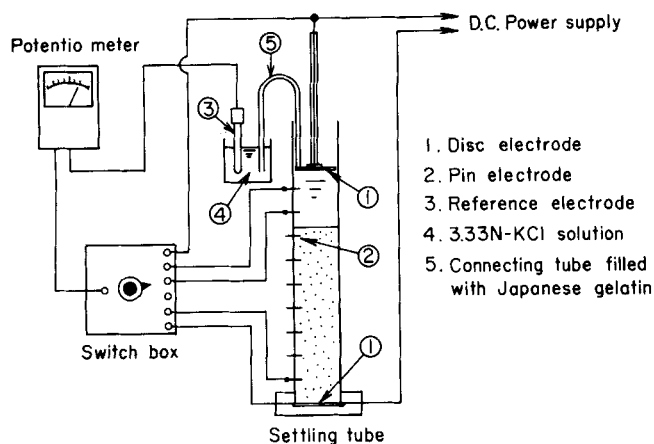 D.C. Power supply
Potentio meter
⑤
③
④
①
②
①
Switch box
Settling tube
1. Disc electrode
2. Pin electrode
3. Reference electrode
4. 3.33N-KCl solution
5. Connecting tube filled
with Japanese gelatin